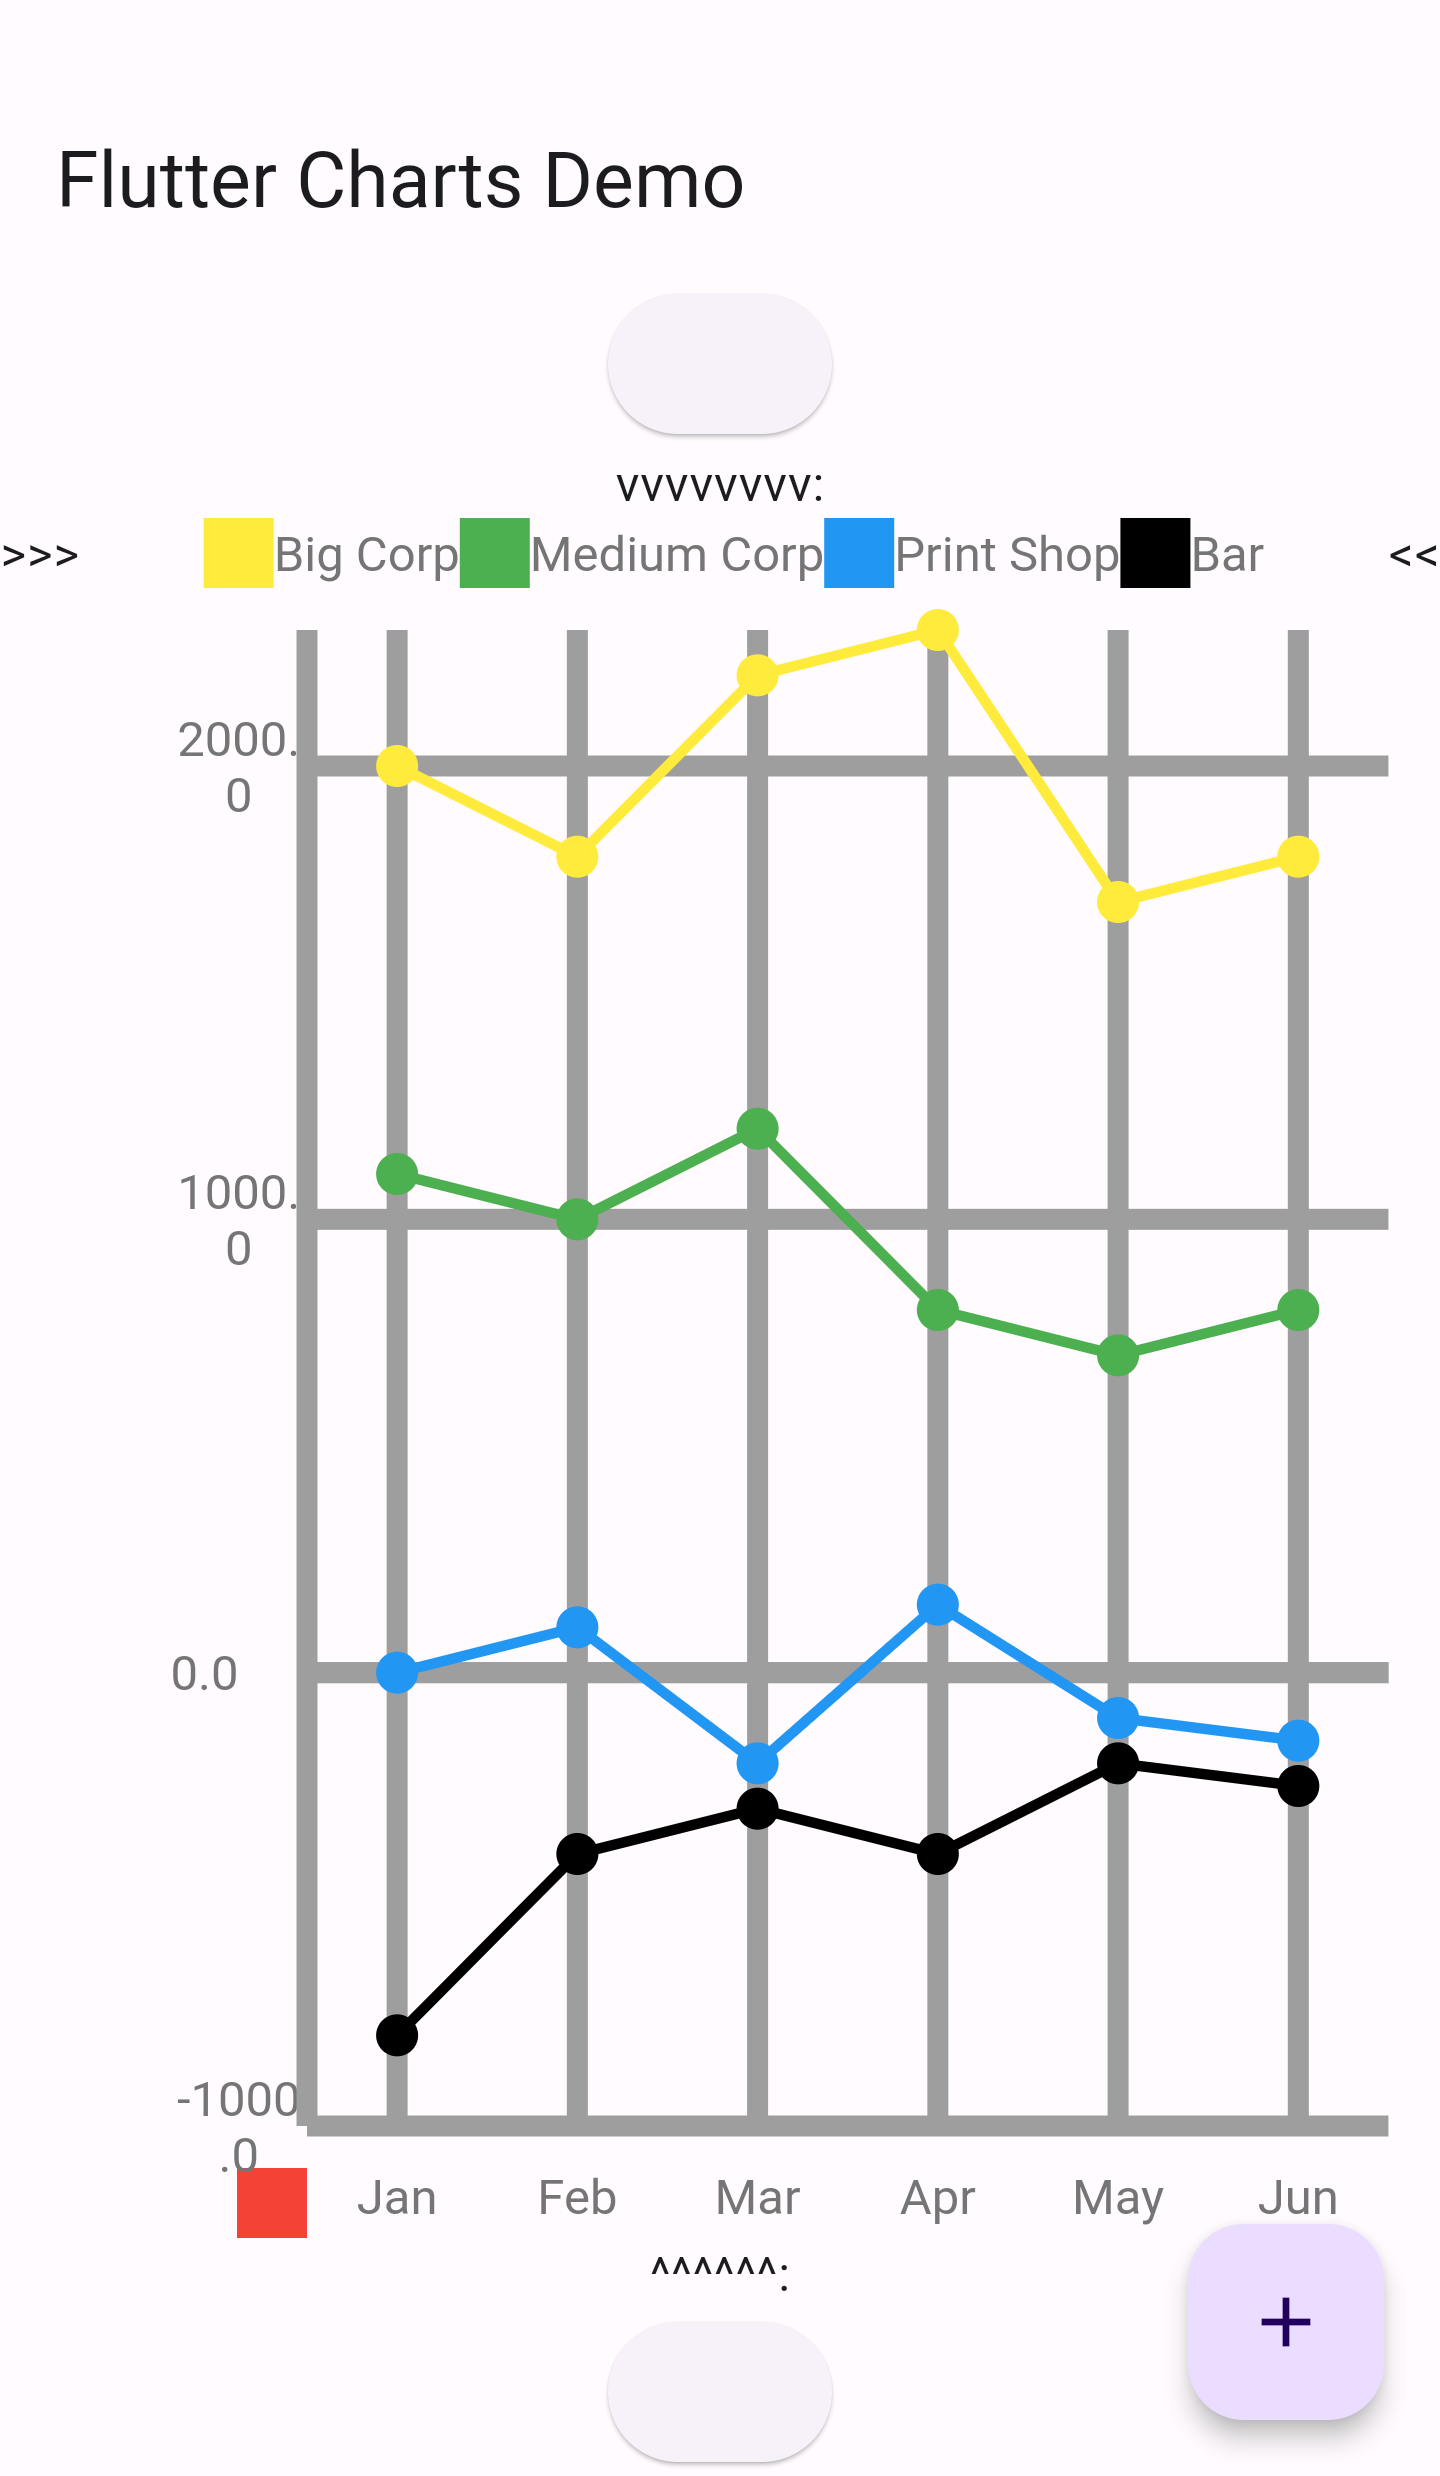 Flutter Charts Demo
vvvvvvvv:
>>> Big Corp Medium Corp Print Shop Bar <<
2000.
0
1000.
0
0.0
-1000
.0
Jan Feb Mar Apr May Jun
^^^^^^:
+